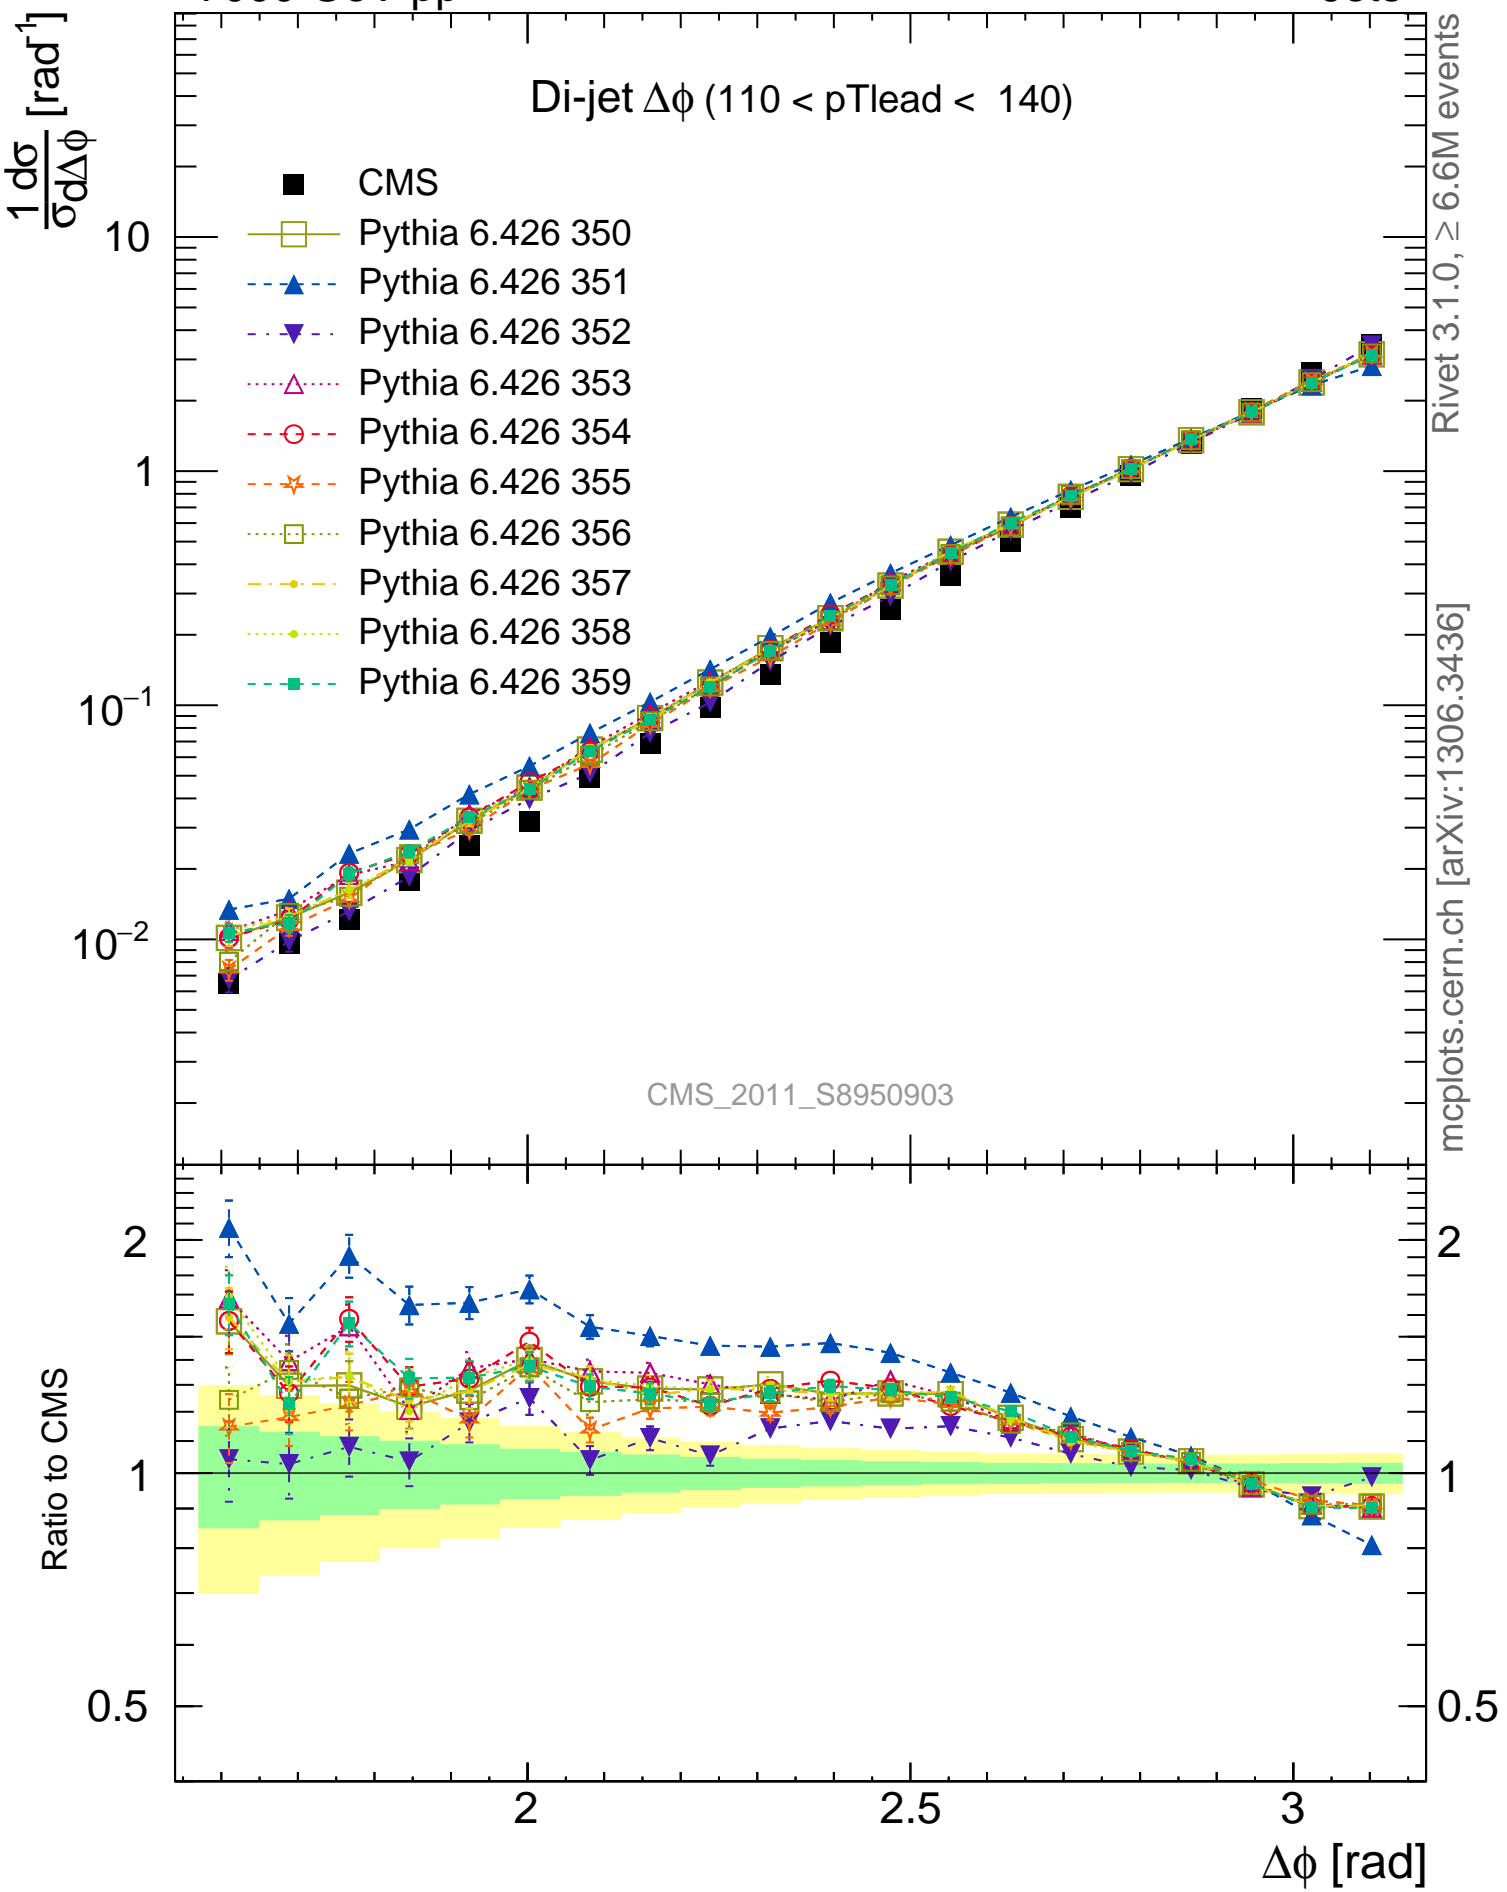 7000 GeV pp
Jets
1 dσ
σ dΔϕ [rad⁻¹]
Di-jet Δϕ (110 < pTlead < 140)
CMS
Pythia 6.426 350
Pythia 6.426 351
Pythia 6.426 352
Pythia 6.426 353
Pythia 6.426 354
Pythia 6.426 355
Pythia 6.426 356
Pythia 6.426 357
Pythia 6.426 358
Pythia 6.426 359
10
1
10⁻¹
10⁻²
CMS_2011_S8950903
Rivet 3.1.0, ≥ 6.6M events
mcplots.cern.ch [arXiv:1306.3436]
Ratio to CMS
2
1
0.5
2
1
0.5
2
2.5
3
Δϕ [rad]